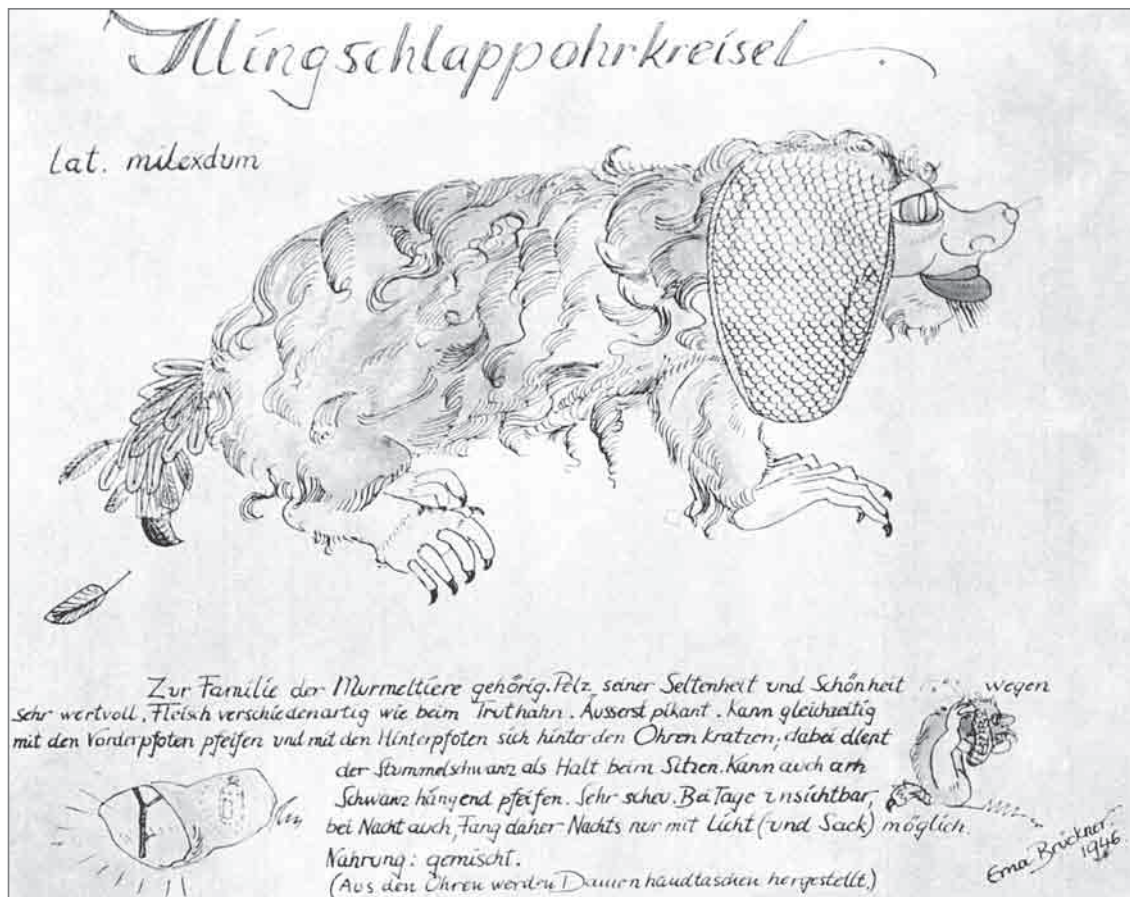 Illingschlappohrkreisel
Lat. milexdum
Zur Familie der Murmeltiere gehörig. Pelz, seiner Seltenheit und Schönheit wegen
sehr wertvoll. Fleisch verschiedenartig wie beim Truthahn. Äusserst pikant. Kann gleichzeitig
mit den Vorderpfoten pfeifen und mit den Hinterpfoten sich hinter den Ohren kratzen; dabei dient
der Stummelschwanz als Halt beim Sitzen. Kann auch am
Schwanz hängend pfeifen. Sehr scheu. Bei Tage unsichtbar,
bei Nacht auch, Fang daher Nachts nur mit Licht (und Sack) möglich.
Nahrung: gemischt.
(Aus den Ohren werden Damenhandtaschen hergestellt.)
Erna Brückner
1946